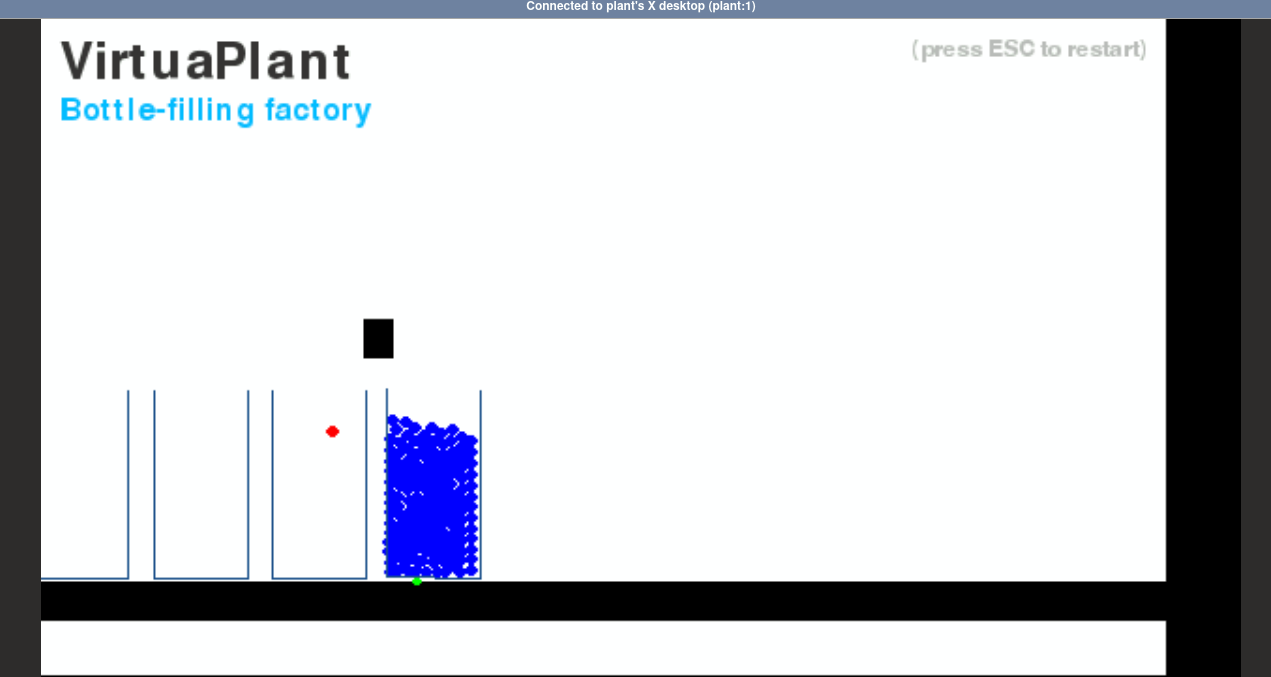 Connected to plant's X desktop (plant:1)
VirtuaPlant
(press ESC to restart)
Bottle-filling factory